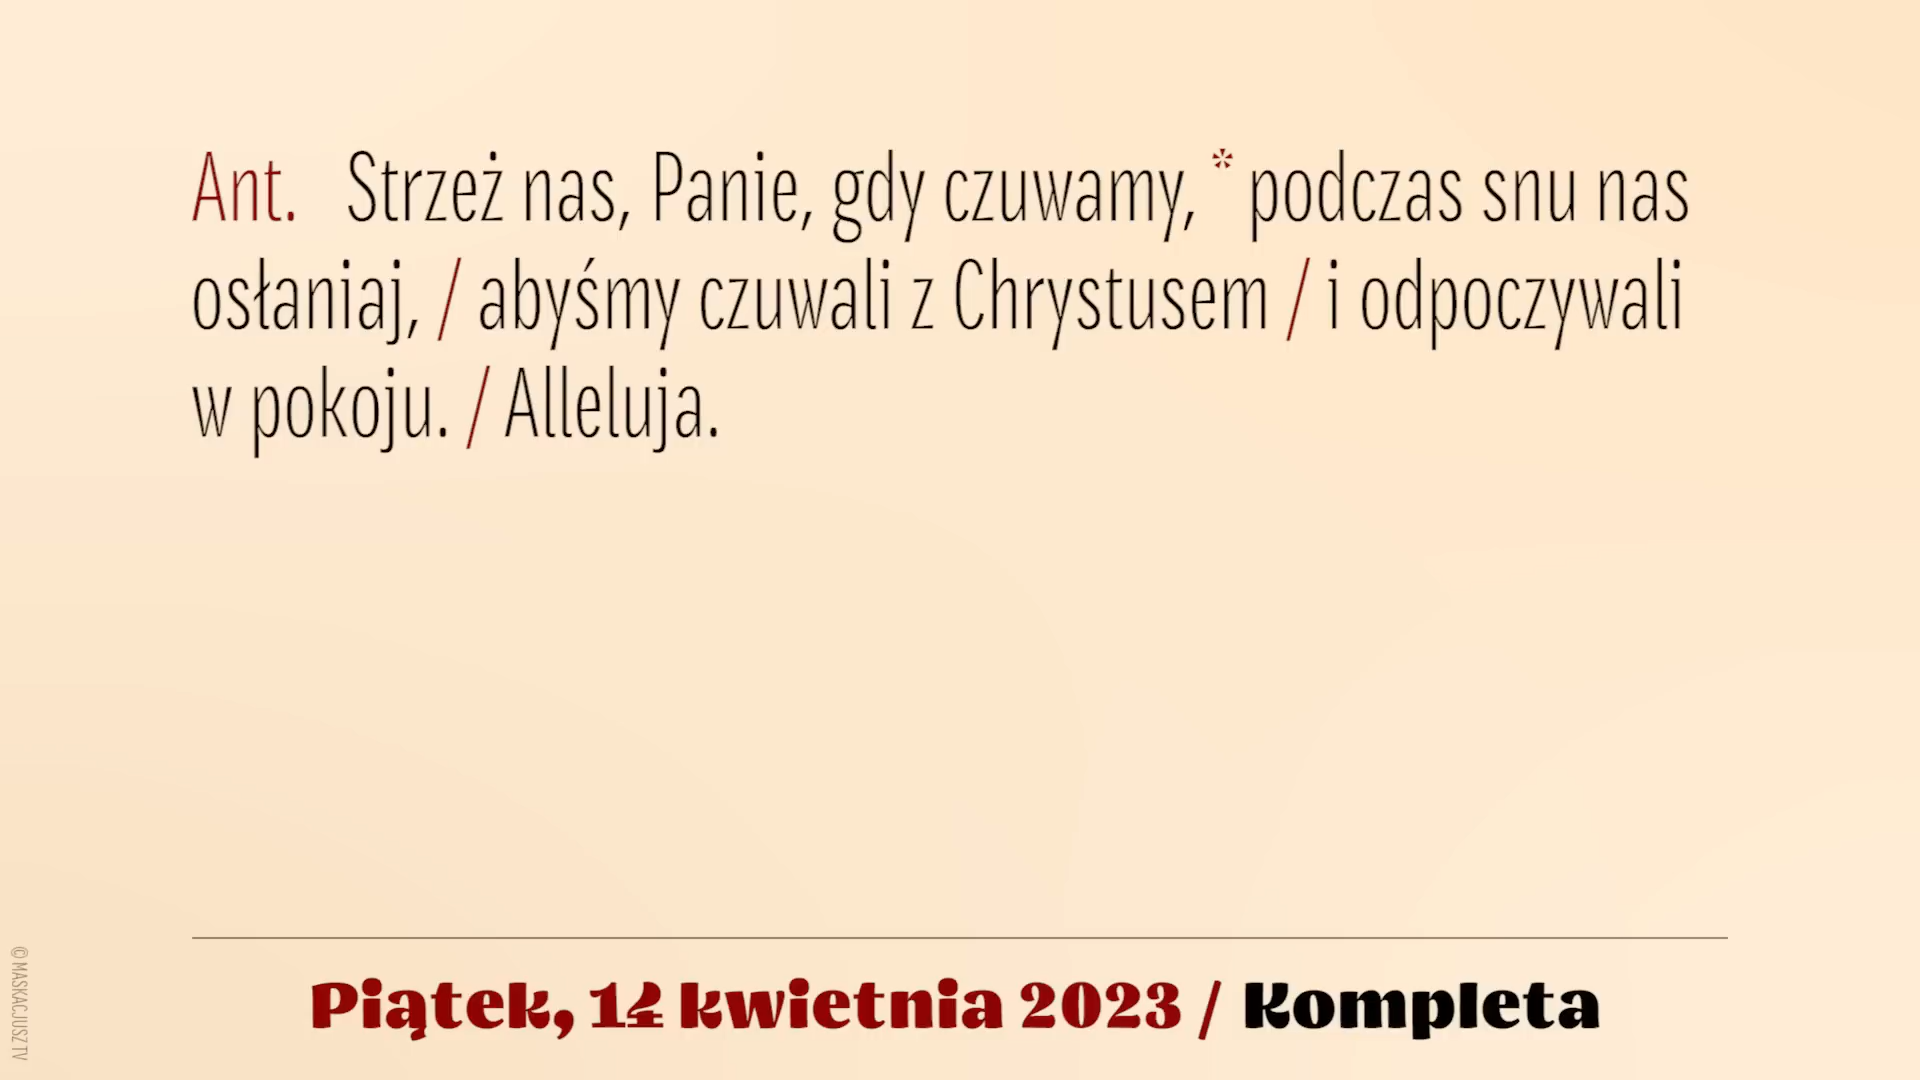 Ant. Strzeż nas, Panie, gdy czuwamy, * podczas snu nas
osłaniaj, / abyśmy czuwali z Chrystusem / i odpoczywali
w pokoju. / Alleluja.
Piątek, 14 kwietnia 2023 / Kompleta
© MASKACJUSZ TV